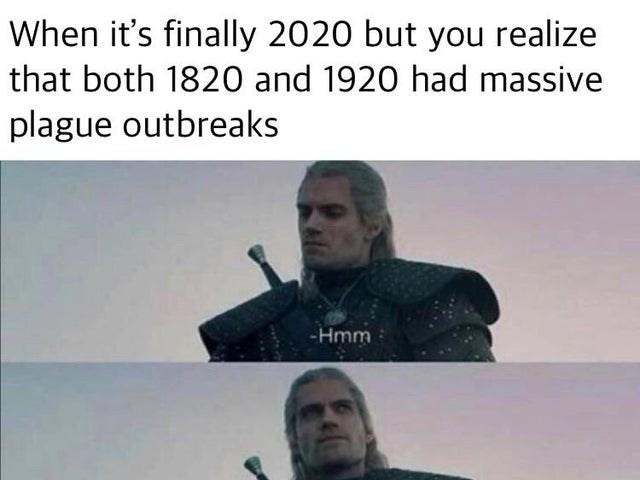 When it’s finally 2020 but you realize
that both 1820 and 1920 had massive
plague outbreaks
-Hmm